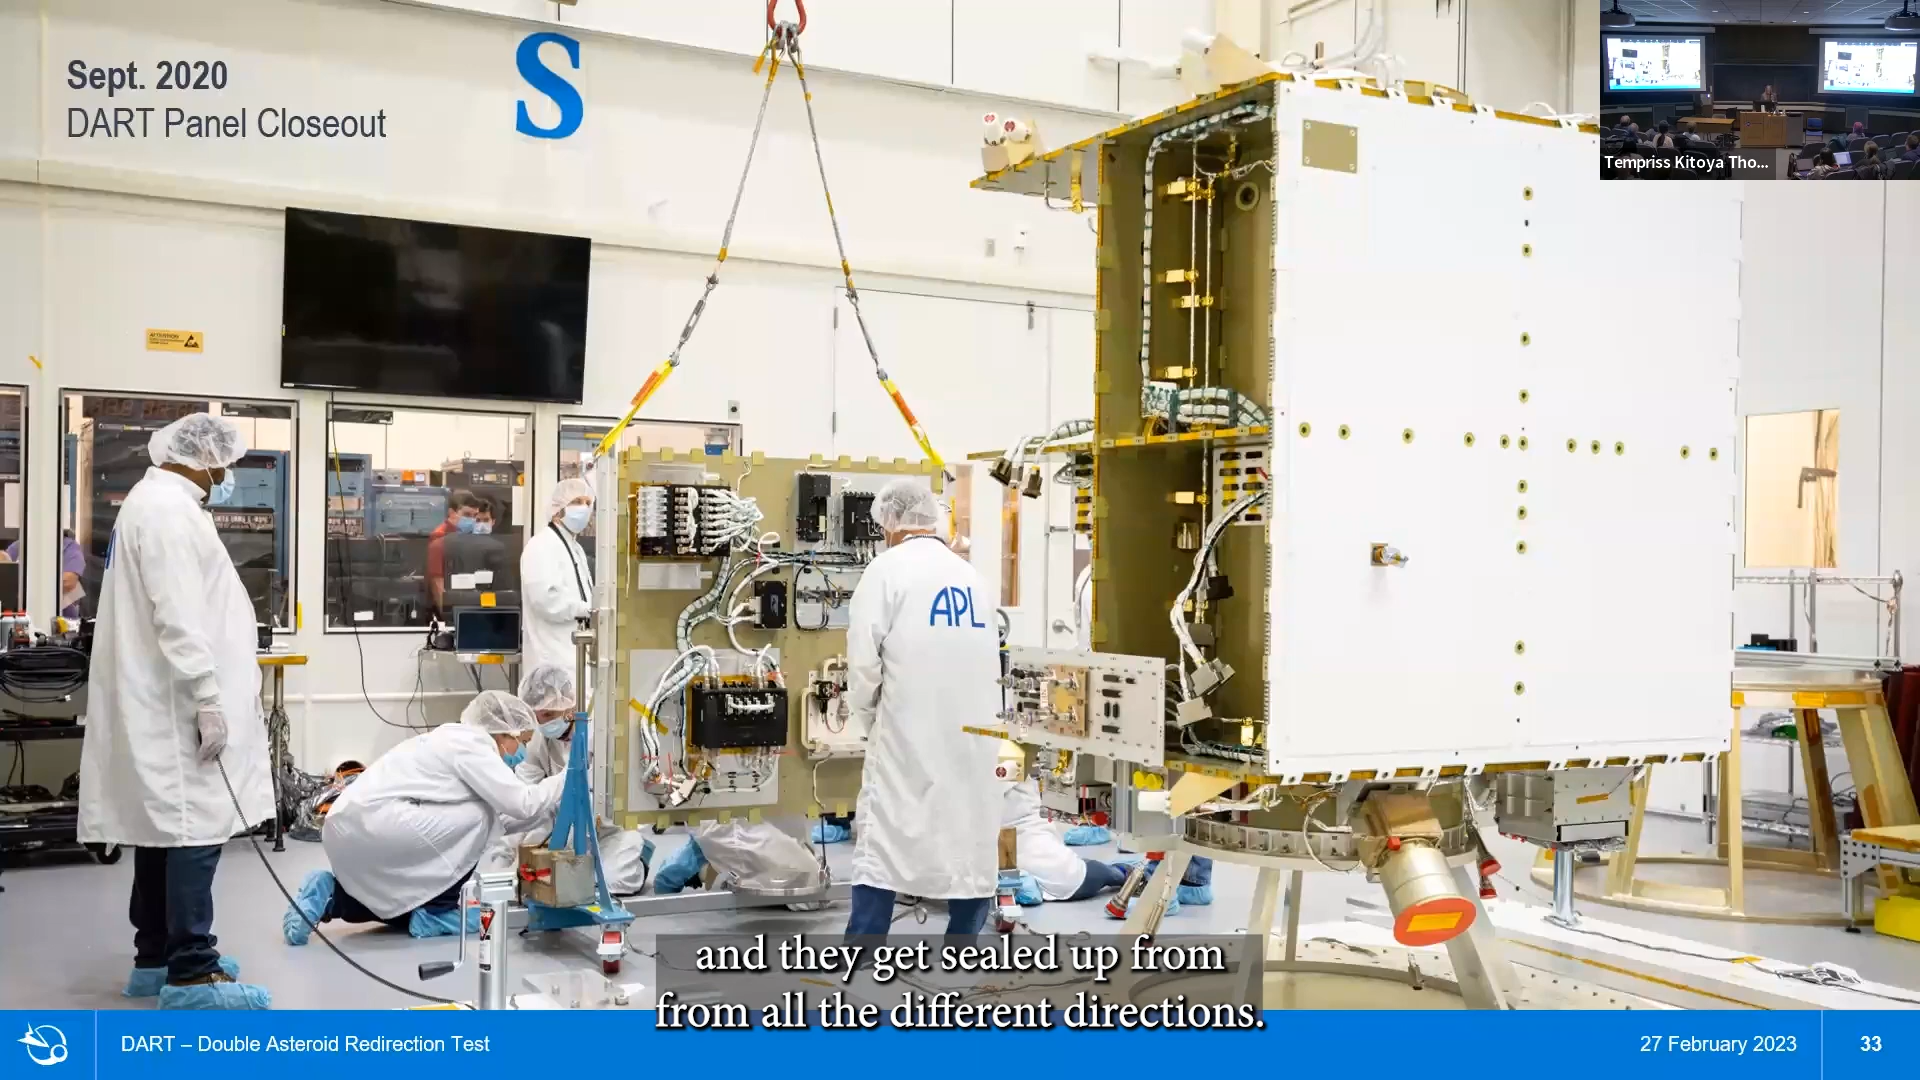 Sept. 2020
DART Panel Closeout
S
Tempriss Kitoya Tho...
ATTENTION
APL
and they get sealed up from
from all the different directions.
DART – Double Asteroid Redirection Test
27 February 2023
33